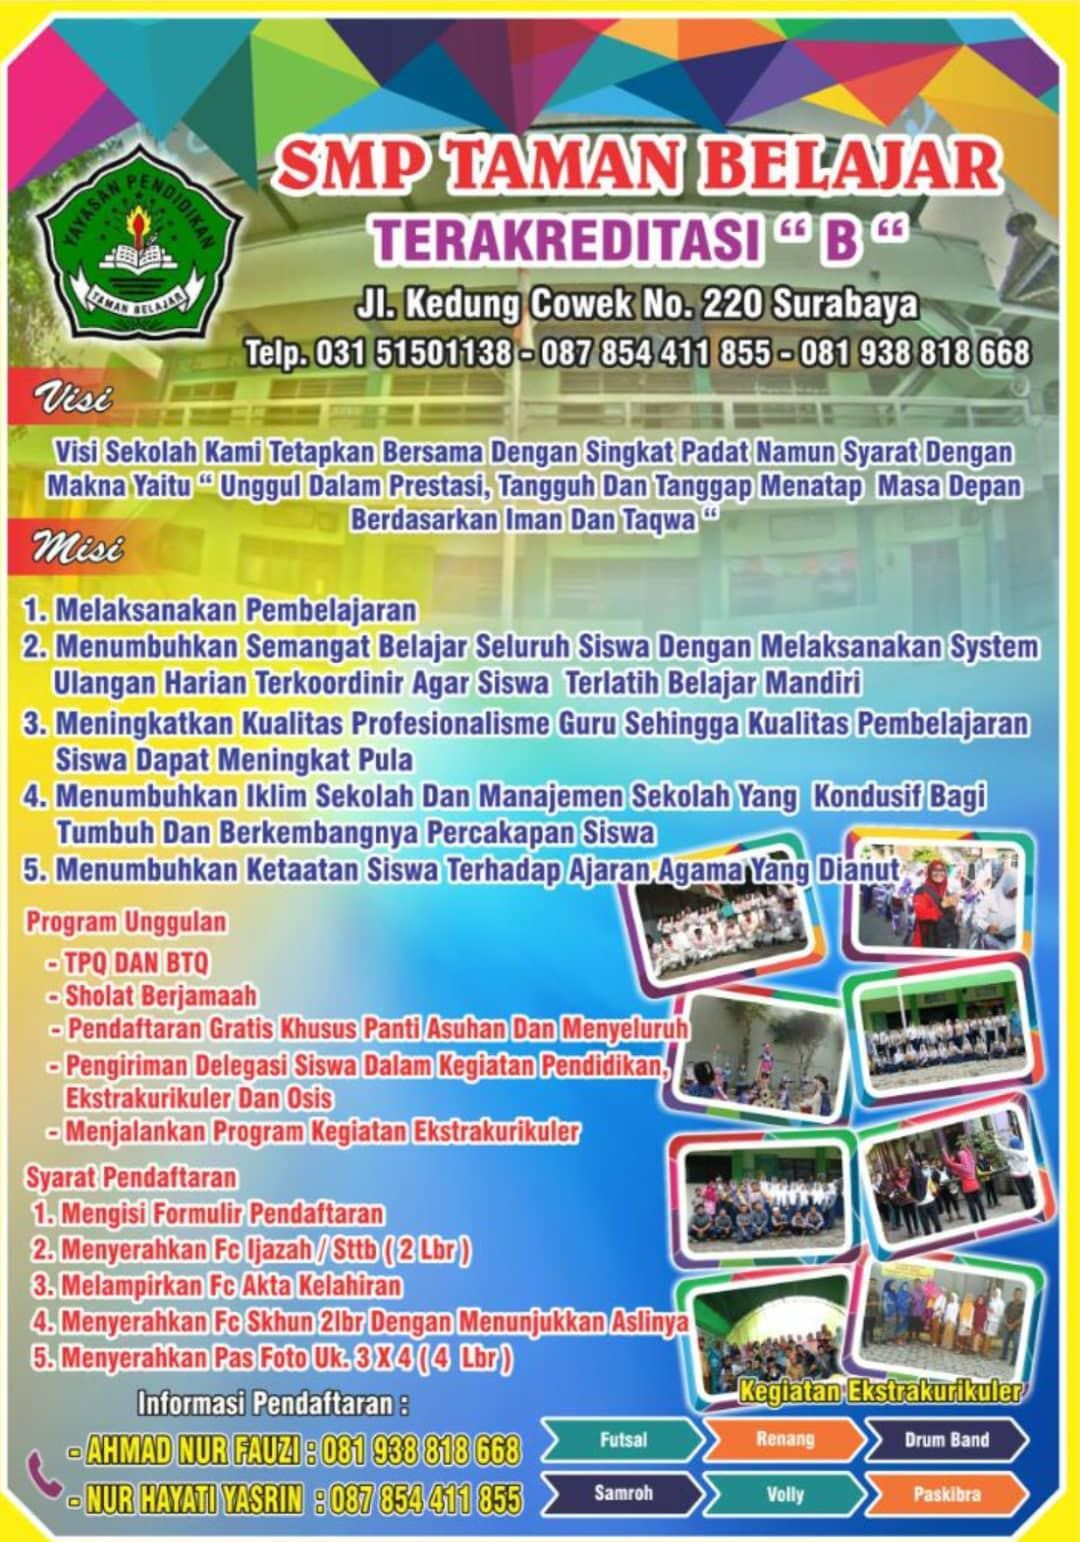 YAYASAN PENDIDIKAN
TAMAN BELAJAR
SMP TAMAN BELAJAR
TERAKREDITASI “ B “
Jl. Kedung Cowek No. 220 Surabaya
Telp. 031 51501138 - 087 854 411 855 - 081 938 818 668
Visi
Visi Sekolah Kami Tetapkan Bersama Dengan Singkat Padat Namun Syarat Dengan
Makna Yaitu “ Unggul Dalam Prestasi, Tangguh Dan Tanggap Menatap Masa Depan
Berdasarkan Iman Dan Taqwa “
Misi
1. Melaksanakan Pembelajaran
2. Menumbuhkan Semangat Belajar Seluruh Siswa Dengan Melaksanakan System
Ulangan Harian Terkoordinir Agar Siswa Terlatih Belajar Mandiri
3. Meningkatkan Kualitas Profesionalisme Guru Sehingga Kualitas Pembelajaran
Siswa Dapat Meningkat Pula
4. Menumbuhkan Iklim Sekolah Dan Manajemen Sekolah Yang Kondusif Bagi
Tumbuh Dan Berkembangnya Percakapan Siswa
5. Menumbuhkan Ketaatan Siswa Terhadap Ajaran Agama Yang Dianut
Program Unggulan
- TPQ DAN BTQ
- Sholat Berjamaah
- Pendaftaran Gratis Khusus Panti Asuhan Dan Menyeluruh
- Pengiriman Delegasi Siswa Dalam Kegiatan Pendidikan,
Ekstrakurikuler Dan Osis
- Menjalankan Program Kegiatan Ekstrakurikuler
Syarat Pendaftaran
1. Mengisi Formulir Pendaftaran
2. Menyerahkan Fc Ijazah / Sttb ( 2 Lbr )
3. Melampirkan Fc Akta Kelahiran
4. Menyerahkan Fc Skhun 2lbr Dengan Menunjukkan Aslinya
5. Menyerahkan Pas Foto Uk. 3 X 4 ( 4 Lbr )
Informasi Pendaftaran :
- AHMAD NUR FAUZI : 081 938 818 668
- NUR HAYATI YASRIN : 087 854 411 855
Kegiatan Ekstrakurikuler
Futsal
Renang
Drum Band
Samroh
Volly
Paskibra